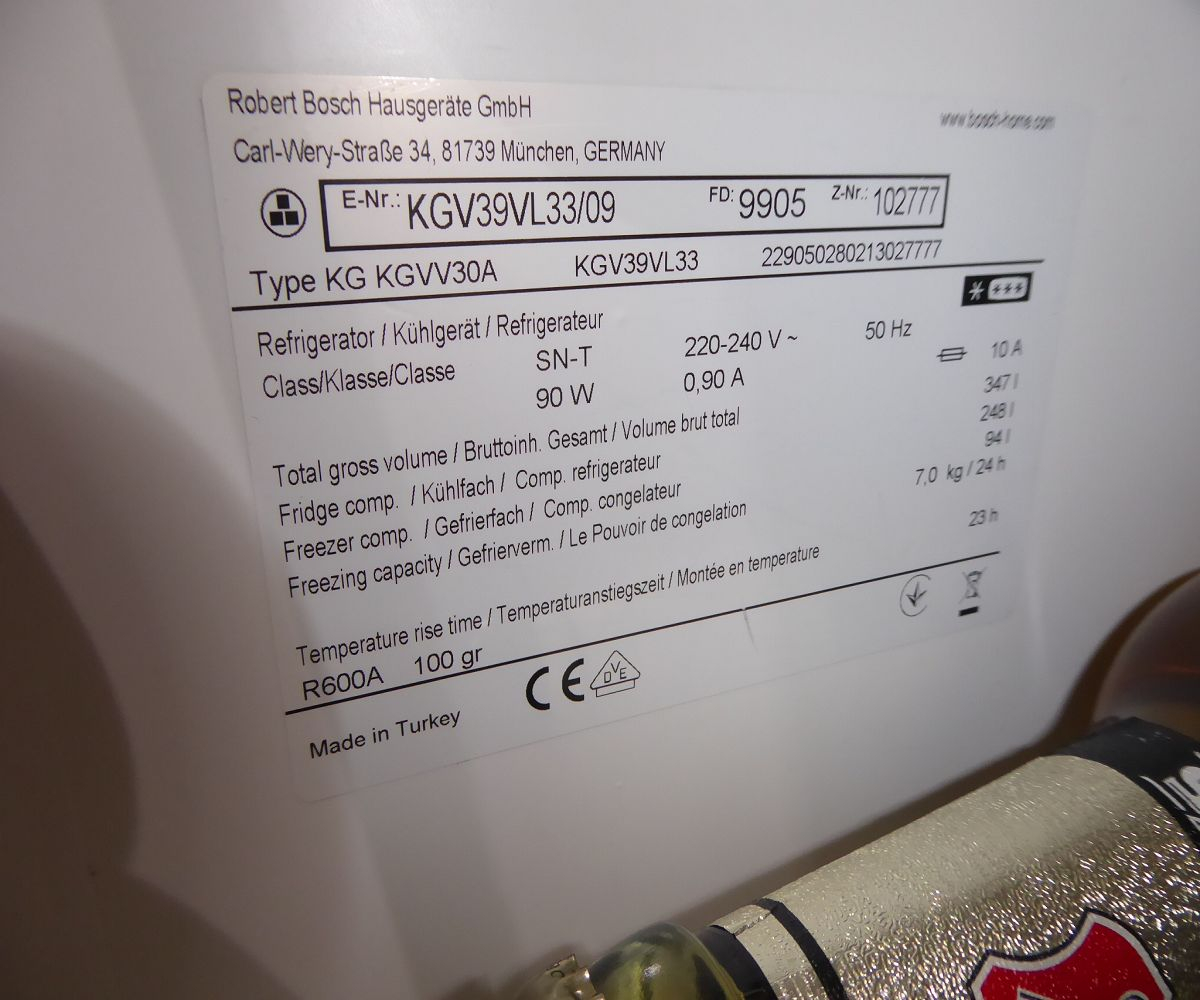 Robert Bosch Hausgeräte GmbH
www.bosch-home.com
Carl-Wery-Straße 34, 81739 München, GERMANY
E-Nr.: KGV39VL33/09 FD: 9905 Z-Nr.: 102777
Type KG KGVV30A KGV39VL33 229050280213027777
Refrigerator / Kühlgerät / Refrigerateur
Class/Klasse/Classe SN-T 220-240 V ~ 50 Hz 10 A
90 W 0,90 A
Total gross volume / Bruttoinh. Gesamt / Volume brut total 347 l
Fridge comp. / Kühlfach / Comp. refrigerateur 248 l
Freezer comp. / Gefrierfach / Comp. congelateur 94 l
Freezing capacity / Gefrierverm. / Le Pouvoir de congelation 7,0 kg / 24 h
Temperature rise time / Temperaturanstiegszeit / Montée en temperature 23 h
R600A 100 gr
Made in Turkey
CE DVE